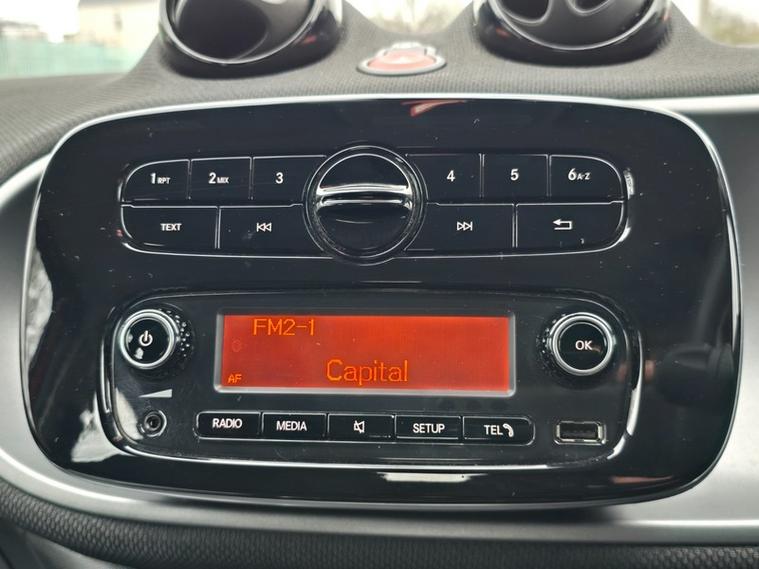 1 RPT 2 MIX 3 4 5 6 A-Z
TEXT
FM2-1
OK
AF Capital
RADIO MEDIA SETUP TEL